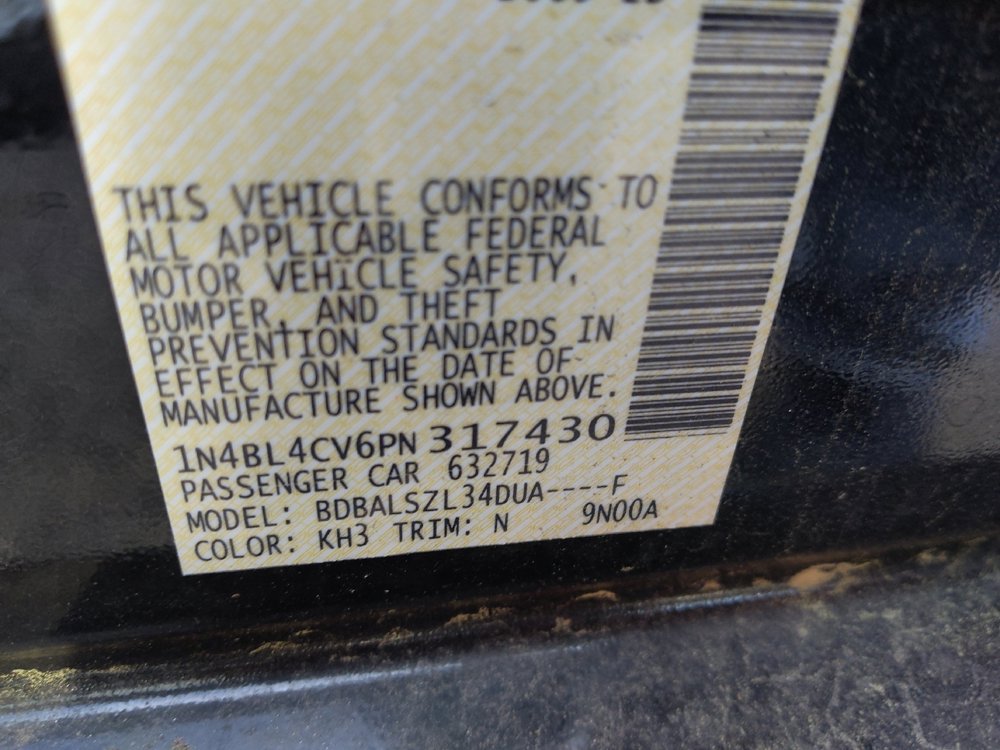 THIS VEHICLE CONFORMS TO
ALL APPLICABLE FEDERAL
MOTOR VEHICLE SAFETY,
BUMPER, AND THEFT
PREVENTION STANDARDS IN
EFFECT ON THE DATE OF
MANUFACTURE SHOWN ABOVE.
1N4BL4CV6PN317430
PASSENGER CAR 632719
MODEL: BDBALSZL34DUA----F
COLOR: KH3 TRIM: N 9N00A